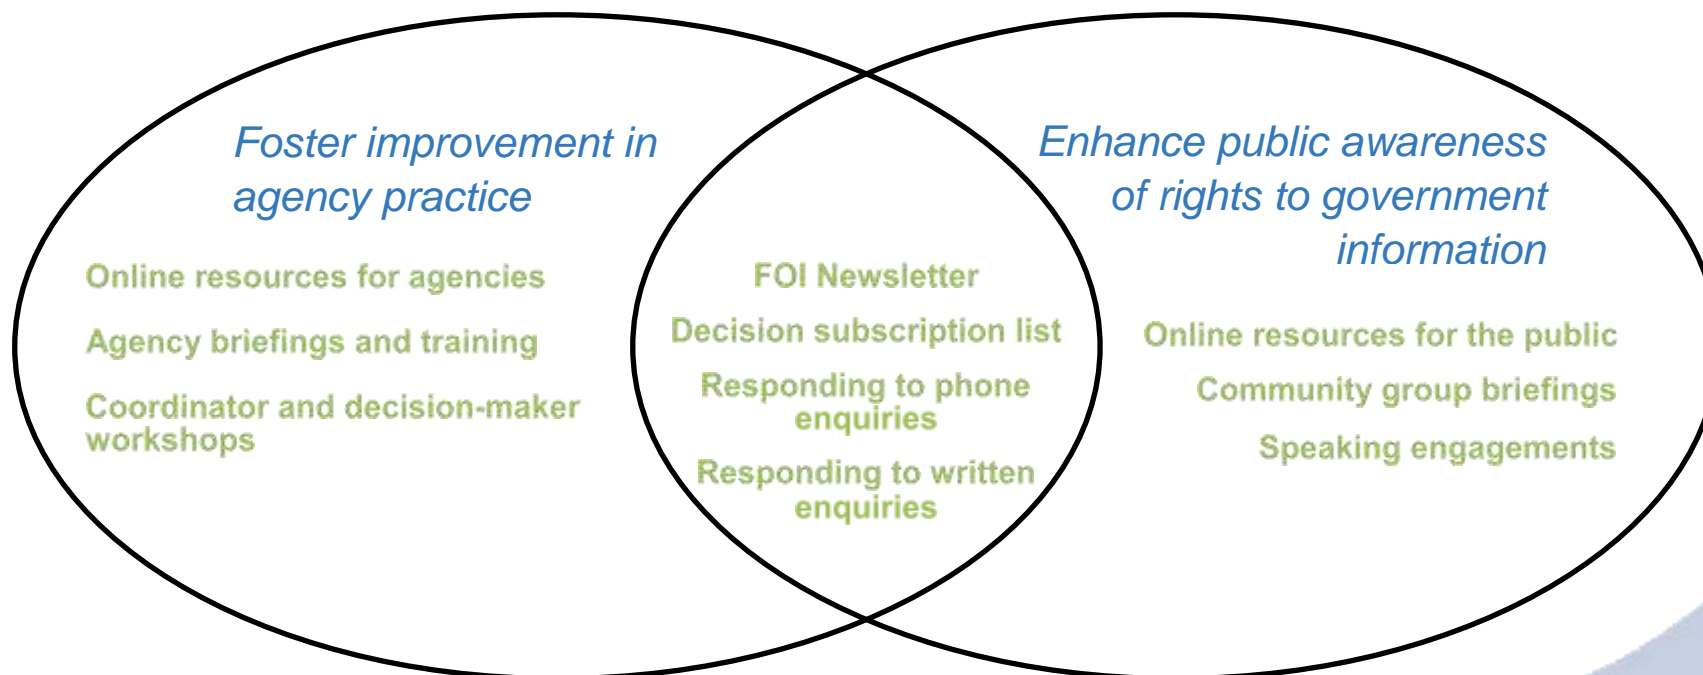 Foster improvement in
agency practice
Online resources for agencies
Agency briefings and training
Coordinator and decision-maker
workshops
FOI Newsletter
Decision subscription list
Responding to phone
enquiries
Responding to written
enquiries
Enhance public awareness
of rights to government
information
Online resources for the public
Community group briefings
Speaking engagements